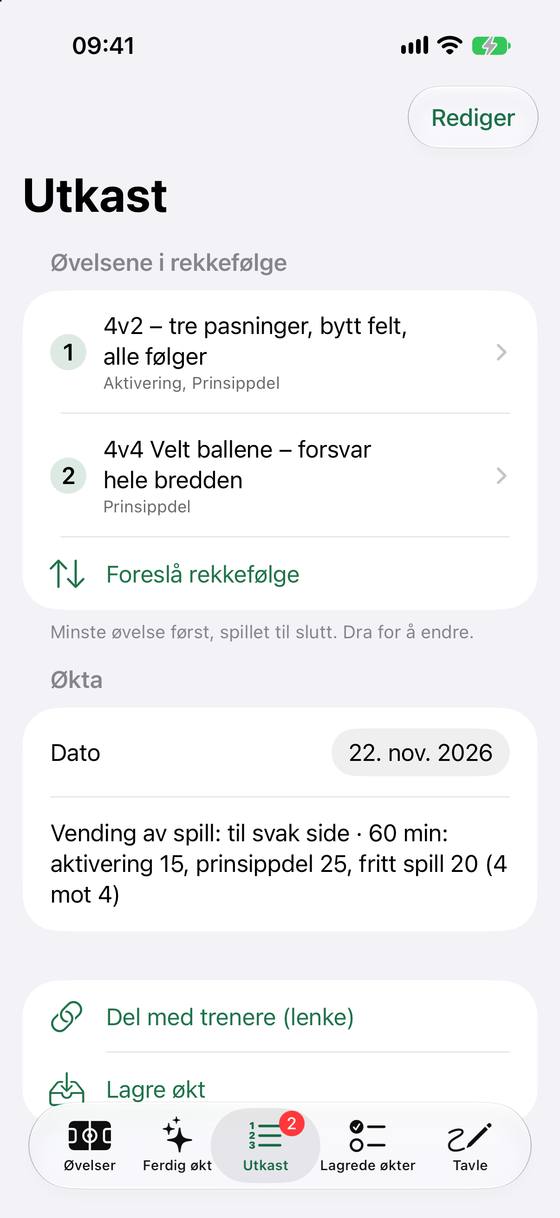 09:41
Rediger
Utkast
Øvelsene i rekkefølge
1
4v2 – tre pasninger, bytt felt,
alle følger
Aktivering, Prinsippdel
2
4v4 Velt ballene – forsvar
hele bredden
Prinsippdel
Foreslå rekkefølge
Minste øvelse først, spillet til slutt. Dra for å endre.
Økta
Dato
22. nov. 2026
Vending av spill: til svak side · 60 min:
aktivering 15, prinsippdel 25, fritt spill 20 (4
mot 4)
Del med trenere (lenke)
Lagre økt
1
2
3
2
Øvelser
Ferdig økt
Utkast
Lagrede økter
Tavle